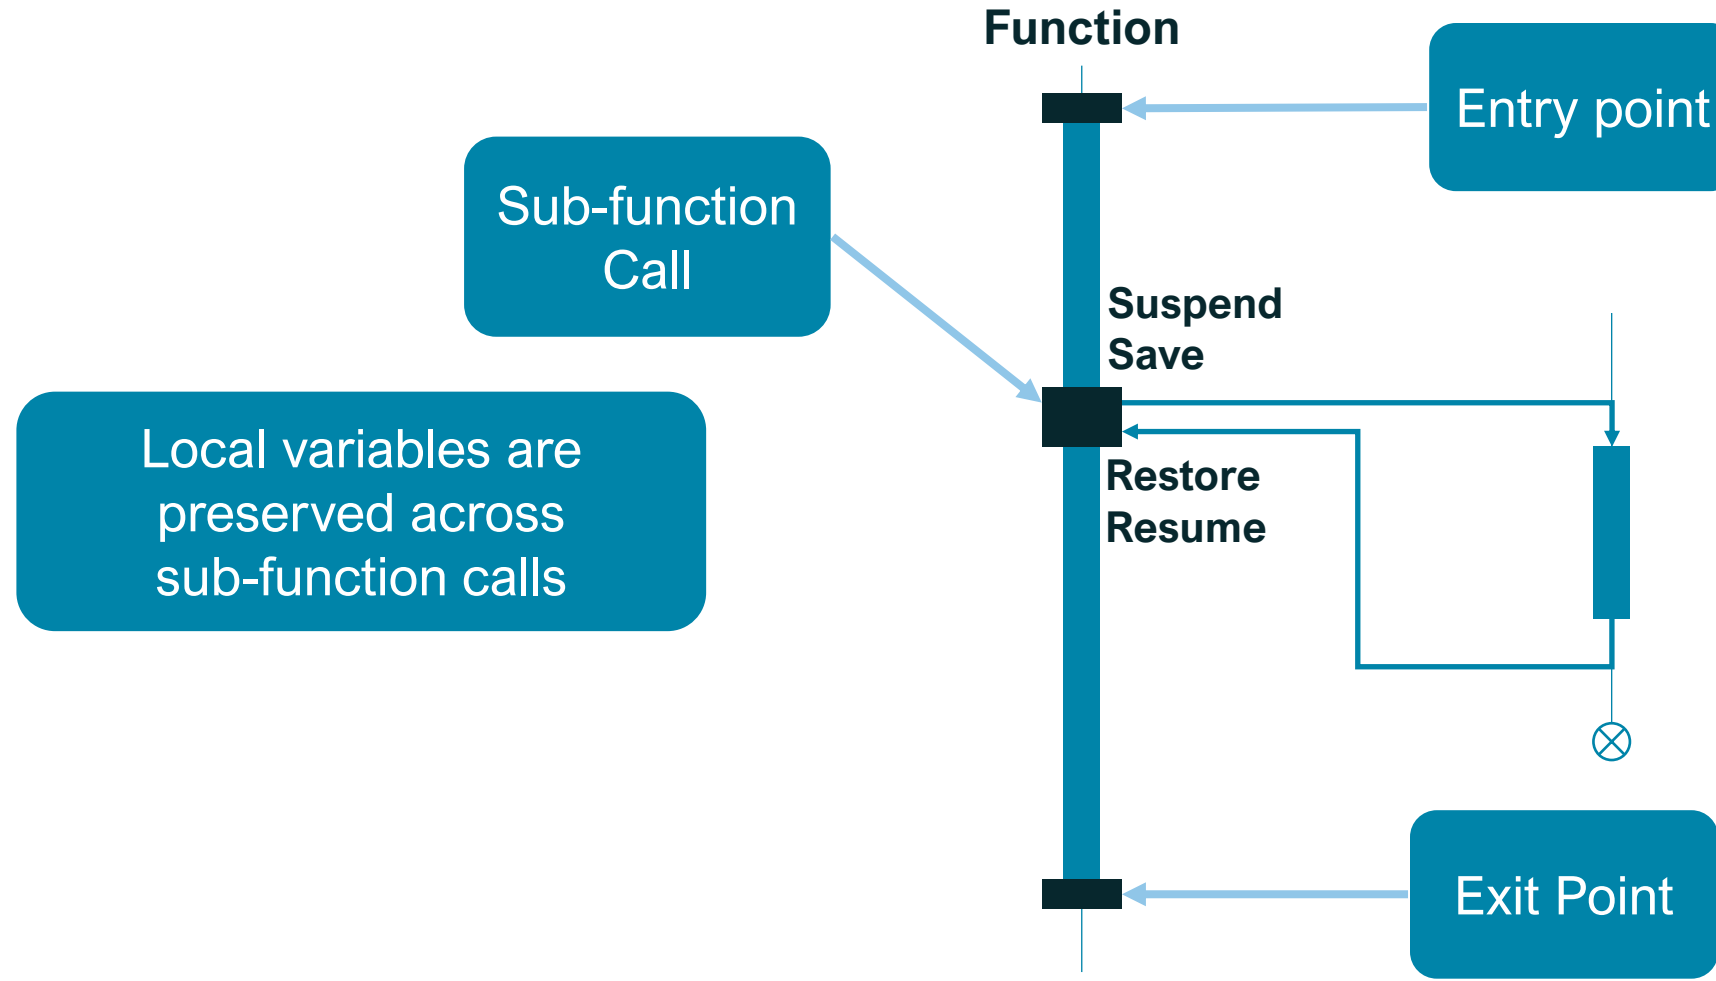 Function
Entry point
Sub-function
Call
Suspend
Save
Local variables are
preserved across
sub-function calls
Restore
Resume
Exit Point